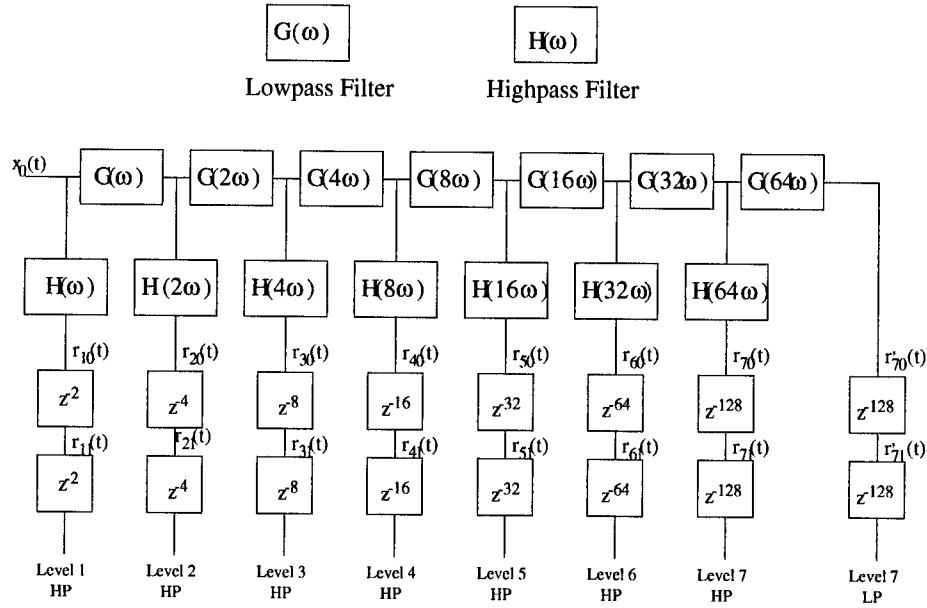 G(ω) H(ω)
Lowpass Filter Highpass Filter
x₀(t)
G(ω) G(2ω) G(4ω) G(8ω) G(16ω) G(32ω) G(64ω)
H(ω) H(2ω) H(4ω) H(8ω) H(16ω) H(32ω) H(64ω)
r₁₀(t) r₂₀(t) r₃₀(t) r₄₀(t) r₅₀(t) r₆₀(t) r₇₀(t) r'₇₀(t)
z⁻² z⁻⁴ z⁻⁸ z⁻¹⁶ z⁻³² z⁻⁶⁴ z⁻¹²⁸ z⁻¹²⁸
r₁₁(t) r₂₁(t) r₃₁(t) r₄₁(t) r₅₁(t) r₆₁(t) r₇₁(t) r'₇₁(t)
z⁻² z⁻⁴ z⁻⁸ z⁻¹⁶ z⁻³² z⁻⁶⁴ z⁻¹²⁸ z⁻¹²⁸
Level 1 Level 2 Level 3 Level 4 Level 5 Level 6 Level 7 Level 7
HP HP HP HP HP HP HP LP